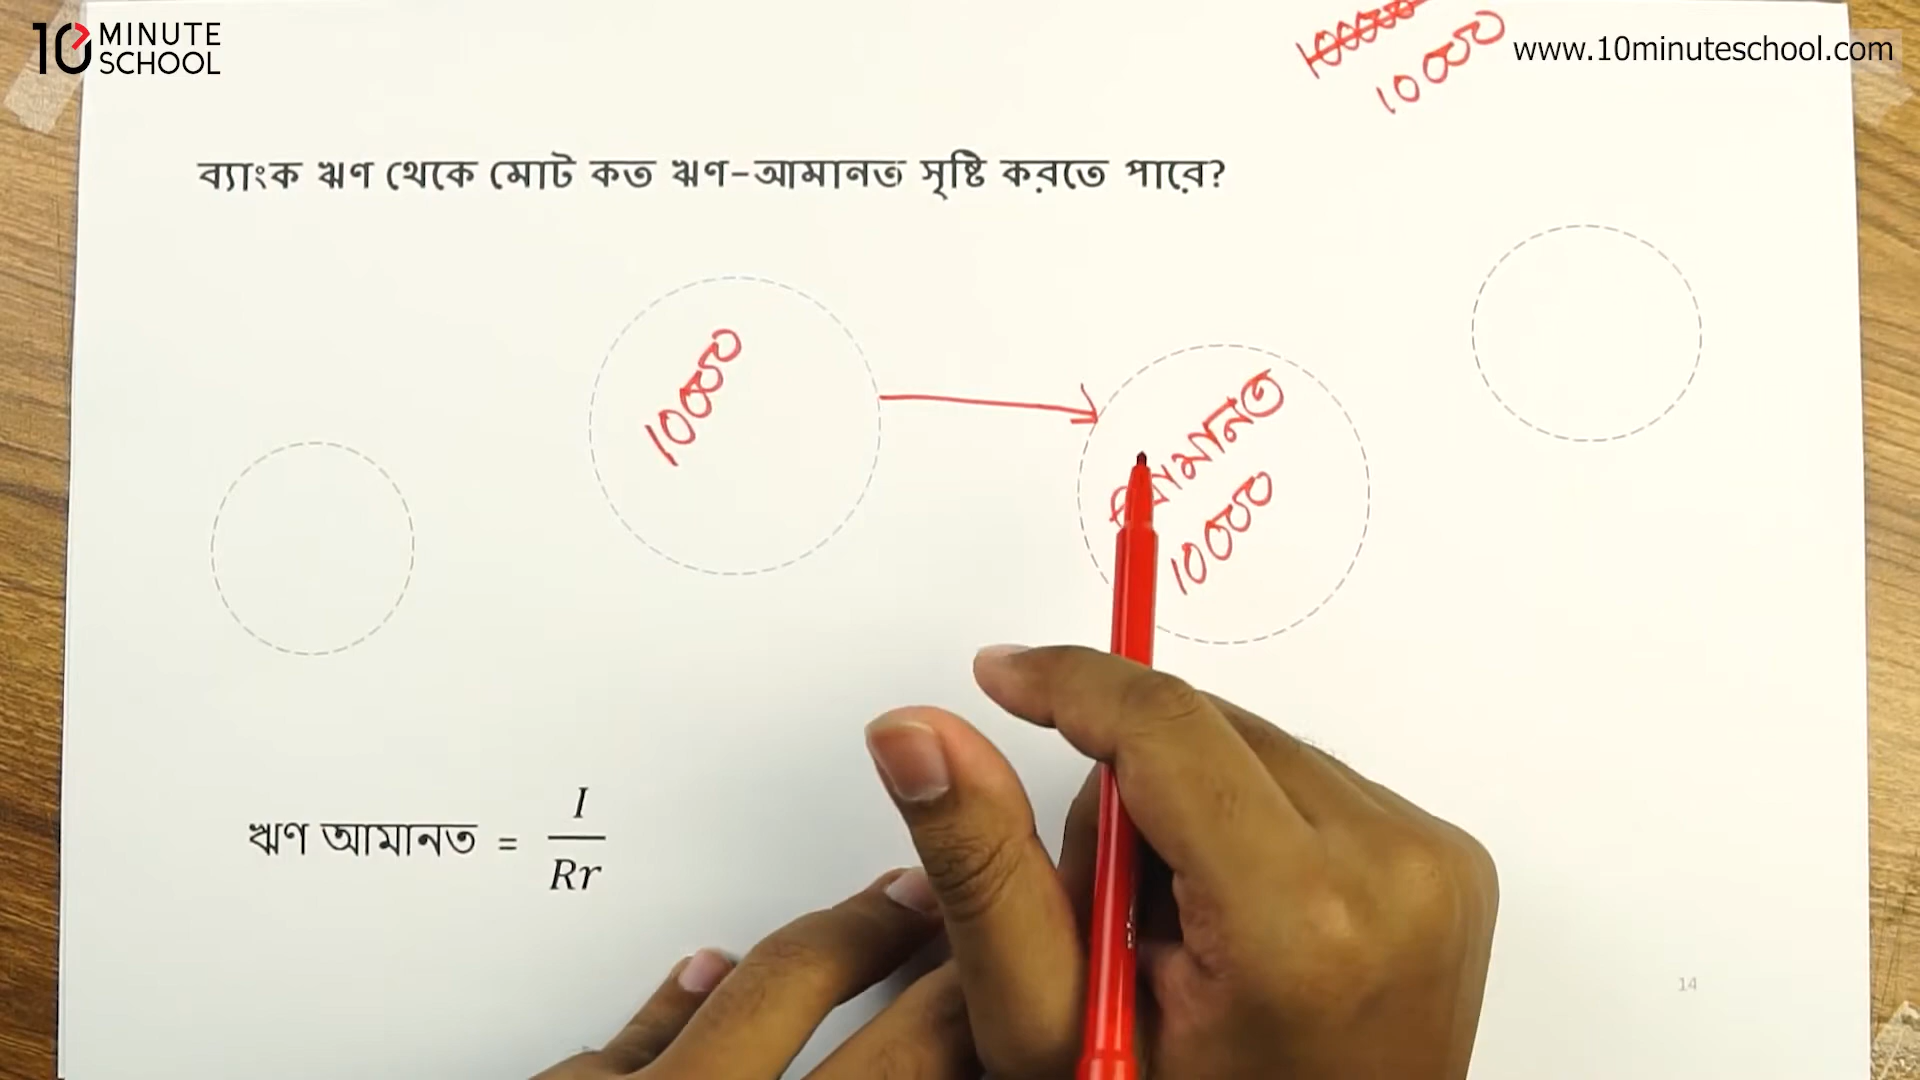 10 MINUTE
SCHOOL
www.10minuteschool.com
10000
ব্যাংক ঋণ থেকে মোট কত ঋণ-আমানত সৃষ্টি করতে পারে?
10000
আমানত
10000
ঋণ আমানত = I/Rr
14